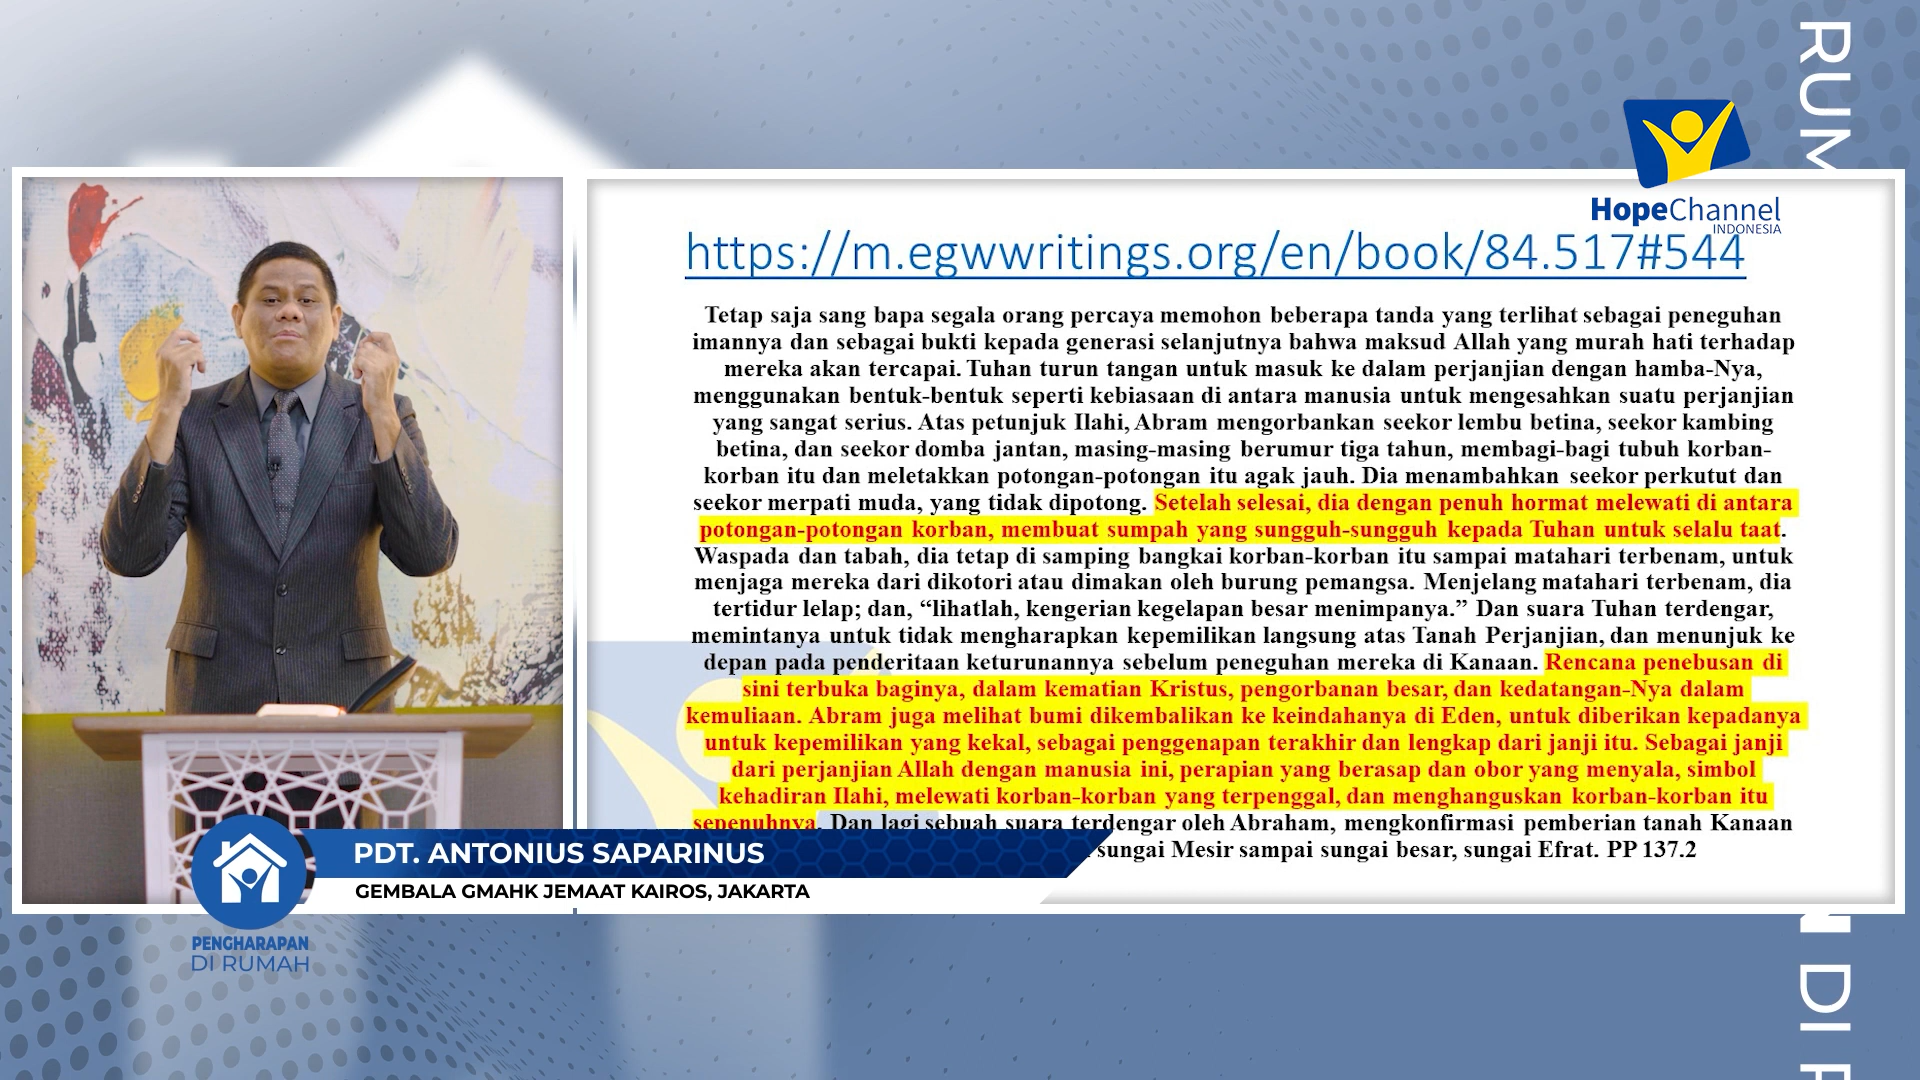 RUM
HopeChannel
INDONESIA
https://m.egwwritings.org/en/book/84.517#544
Tetap saja sang bapa segala orang percaya memohon beberapa tanda yang terlihat sebagai peneguhan
imannya dan sebagai bukti kepada generasi selanjutnya bahwa maksud Allah yang murah hati terhadap
mereka akan tercapai. Tuhan turun tangan untuk masuk ke dalam perjanjian dengan hamba-Nya,
menggunakan bentuk-bentuk seperti kebiasaan di antara manusia untuk mengesahkan suatu perjanjian
yang sangat serius. Atas petunjuk Ilahi, Abram mengorbankan seekor lembu betina, seekor kambing
betina, dan seekor domba jantan, masing-masing berumur tiga tahun, membagi-bagi tubuh korban-
korban itu dan meletakkan potongan-potongan itu agak jauh. Dia menambahkan seekor perkutut dan
seekor merpati muda, yang tidak dipotong. Setelah selesai, dia dengan penuh hormat melewati di antara
potongan-potongan korban, membuat sumpah yang sungguh-sungguh kepada Tuhan untuk selalu taat.
Waspada dan tabah, dia tetap di samping bangkai korban-korban itu sampai matahari terbenam, untuk
menjaga mereka dari dikotori atau dimakan oleh burung pemangsa. Menjelang matahari terbenam, dia
tertidur lelap; dan, “lihatlah, kengerian kegelapan besar menimpanya.” Dan suara Tuhan terdengar,
memintanya untuk tidak mengharapkan kepemilikan langsung atas Tanah Perjanjian, dan menunjuk ke
depan pada penderitaan keturunannya sebelum peneguhan mereka di Kanaan. Rencana penebusan di
sini terbuka baginya, dalam kematian Kristus, pengorbanan besar, dan kedatangan-Nya dalam
kemuliaan. Abram juga melihat bumi dikembalikan ke keindahanya di Eden, untuk diberikan kepadanya
untuk kepemilikan yang kekal, sebagai penggenapan terakhir dan lengkap dari janji itu. Sebagai janji
dari perjanjian Allah dengan manusia ini, perapian yang berasap dan obor yang menyala, simbol
kehadiran Ilahi, melewati korban-korban yang terpenggal, dan menghanguskan korban-korban itu
sepenuhnya. Dan lagi sebuah suara terdengar oleh Abraham, mengkonfirmasi pemberian tanah Kanaan
sungai Mesir sampai sungai besar, sungai Efrat. PP 137.2
PDT. ANTONIUS SAPARINUS
GEMBALA GMAHK JEMAAT KAIROS, JAKARTA
PENGHARAPAN
DI RUMAH
DI